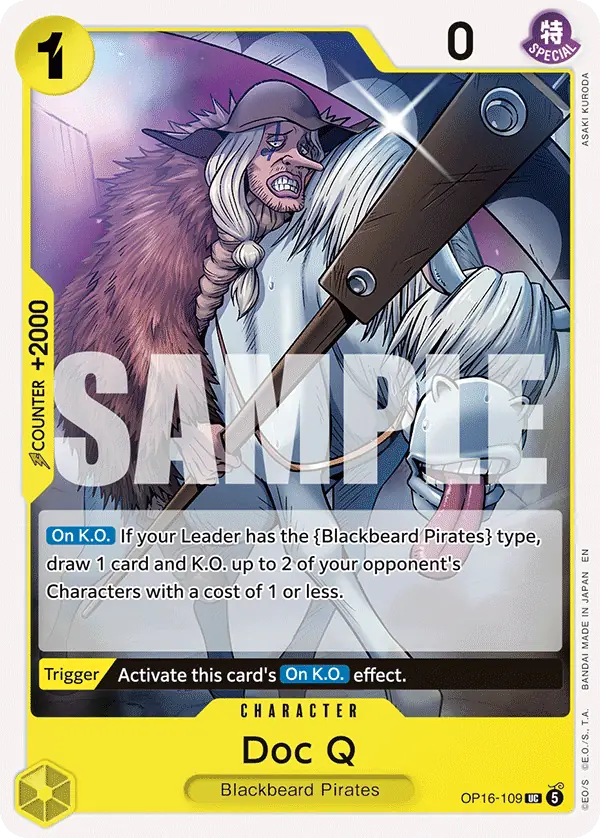 1
0
特
SPECIAL
ASAKI KURODA
COUNTER +2000
SAMPLE
On K.O. If your Leader has the {Blackbeard Pirates} type,
draw 1 card and K.O. up to 2 of your opponent's
Characters with a cost of 1 or less.
Trigger Activate this card's On K.O. effect.
CHARACTER
Doc Q
Blackbeard Pirates
OP16-109 UC 5
©E.O./S., T.A. BANDAI MADE IN JAPAN EN
©EO/S